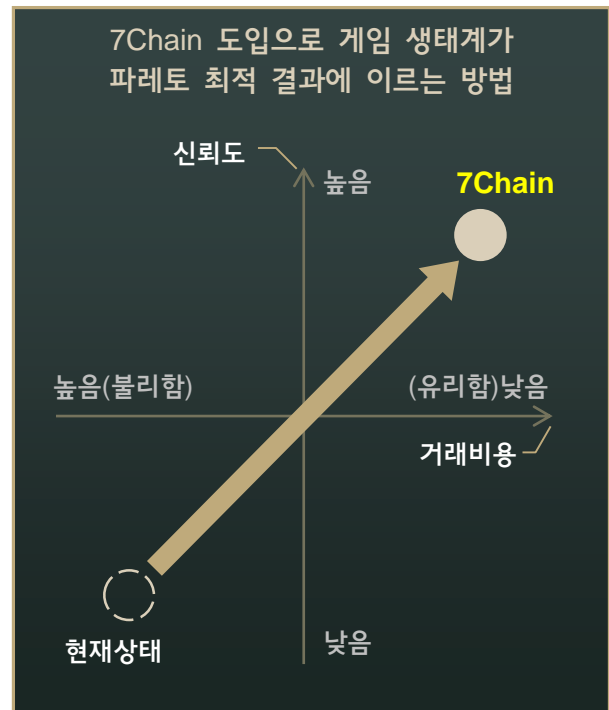 7Chain 도입으로 게임 생태계가
파레토 최적 결과에 이르는 방법
신뢰도
높음
7Chain
높음(불리함)
(유리함)낮음
거래비용
현재상태
낮음